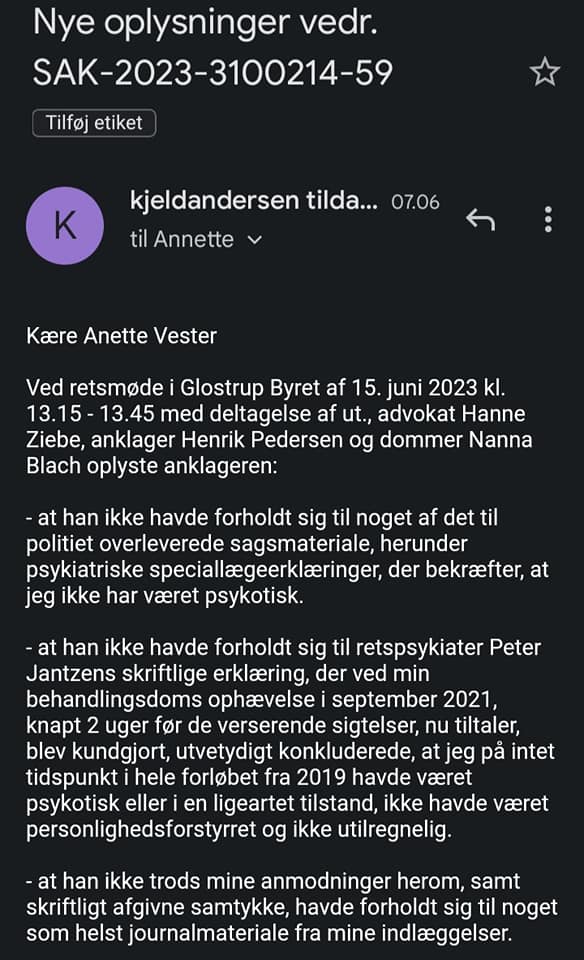 Nye oplysninger vedr.
SAK-2023-3100214-59
Tilføj etiket
K
kjeldandersen tilda... 07.06
til Annette
Kære Anette Vester
Ved retsmøde i Glostrup Byret af 15. juni 2023 kl.
13.15 - 13.45 med deltagelse af ut., advokat Hanne
Ziebe, anklager Henrik Pedersen og dommer Nanna
Blach oplyste anklageren:
- at han ikke havde forholdt sig til noget af det til
politiet overleverede sagsmateriale, herunder
psykiatriske speciallægeerklæringer, der bekræfter, at
jeg ikke har været psykotisk.
- at han ikke havde forholdt sig til retspsykiater Peter
Jantzens skriftlige erklæring, der ved min
behandlingsdoms ophævelse i september 2021,
knapt 2 uger før de verserende sigtelser, nu tiltaler,
blev kundgjort, utvetydigt konkluderede, at jeg på intet
tidspunkt i hele forløbet fra 2019 havde været
psykotisk eller i en ligeartet tilstand, ikke havde været
personlighedsforstyrret og ikke utilregnelig.
- at han ikke trods mine anmodninger herom, samt
skriftligt afgivne samtykke, havde forholdt sig til noget
som helst journalmateriale fra mine indlæggelser.